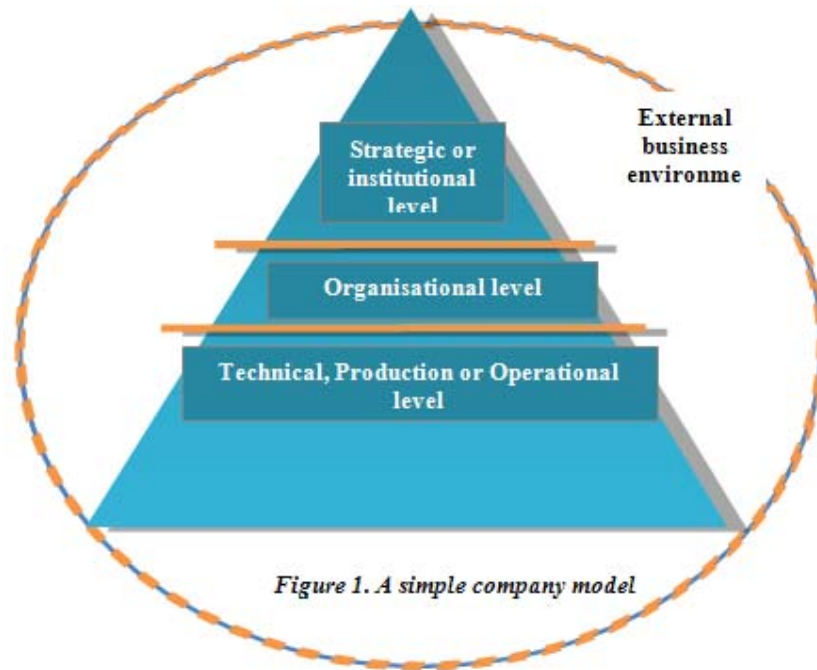 External
business
environme
Strategic or
institutional
level
Organisational level
Technical, Production or Operational
level
Figure 1. A simple company model